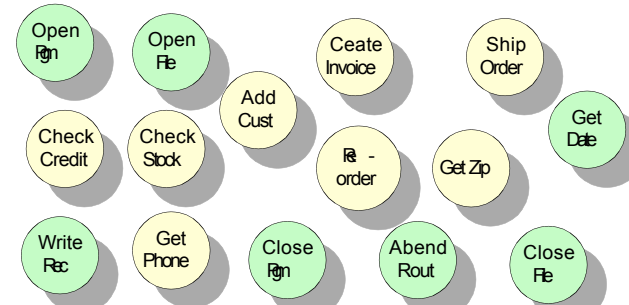 Open
Pgm
Open
File
Add
Cust
Ceate
Invoice
Ship
Order
Get
Date
Check
Credit
Check
Stock
Re -
order
Get Zip
Write
Rec
Get
Phone
Close
Pgm
Abend
Rout
Close
File